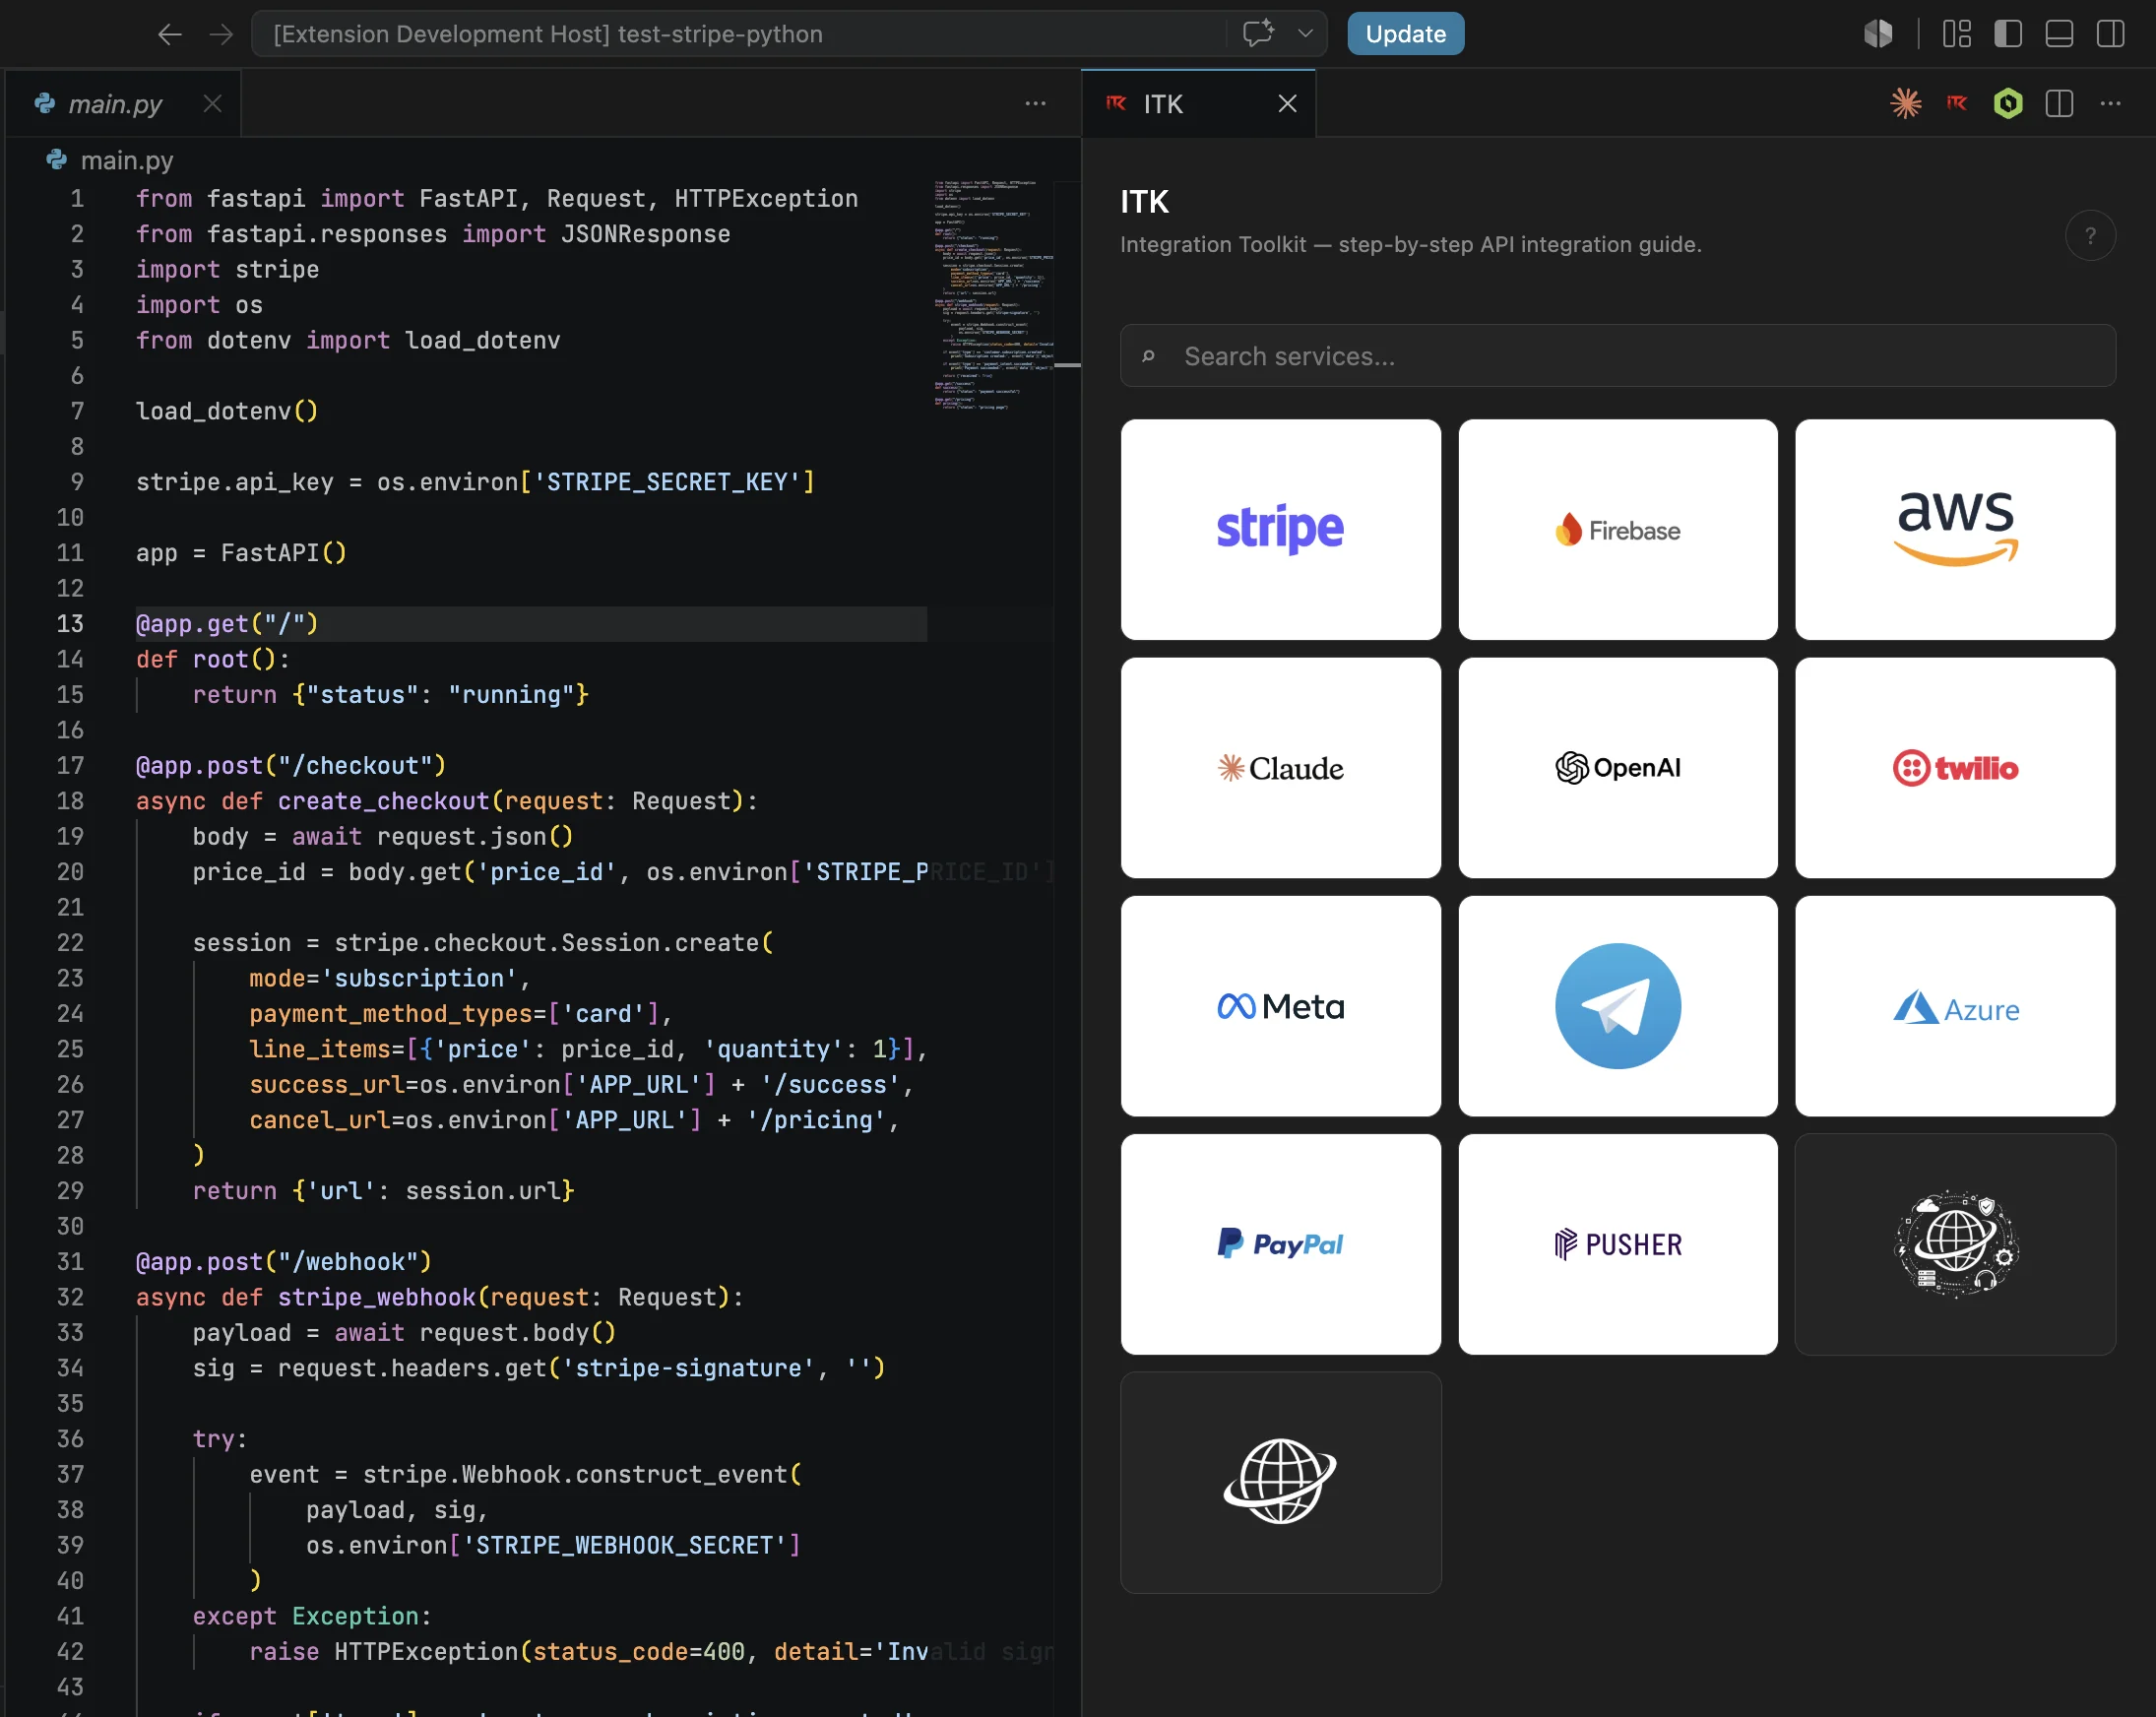 [Extension Development Host] test-stripe-python
Update
main.py
ITK
main.py
1 from fastapi import FastAPI, Request, HTTPException
2 from fastapi.responses import JSONResponse
3 import stripe
4 import os
5 from dotenv import load_dotenv
6
7 load_dotenv()
8
9 stripe.api_key = os.environ['STRIPE_SECRET_KEY']
10
11 app = FastAPI()
12
13 @app.get("/")
14 def root():
15 return {"status": "running"}
16
17 @app.post("/checkout")
18 async def create_checkout(request: Request):
19 body = await request.json()
20 price_id = body.get('price_id', os.environ['STRIPE_PRICE_ID']
21
22 session = stripe.checkout.Session.create(
23 mode='subscription',
24 payment_method_types=['card'],
25 line_items=[{'price': price_id, 'quantity': 1}],
26 success_url=os.environ['APP_URL'] + '/success',
27 cancel_url=os.environ['APP_URL'] + '/pricing',
28 )
29 return {'url': session.url}
30
31 @app.post("/webhook")
32 async def stripe_webhook(request: Request):
33 payload = await request.body()
34 sig = request.headers.get('stripe-signature', '')
35
36 try:
37 event = stripe.Webhook.construct_event(
38 payload, sig,
39 os.environ['STRIPE_WEBHOOK_SECRET']
40 )
41 except Exception:
42 raise HTTPException(status_code=400, detail='Invalid sign
43
ITK
Integration Toolkit — step-by-step API integration guide.
?
Search services...
stripe
Firebase
aws
Claude
OpenAI
twilio
Meta
Azure
PayPal
PUSHER